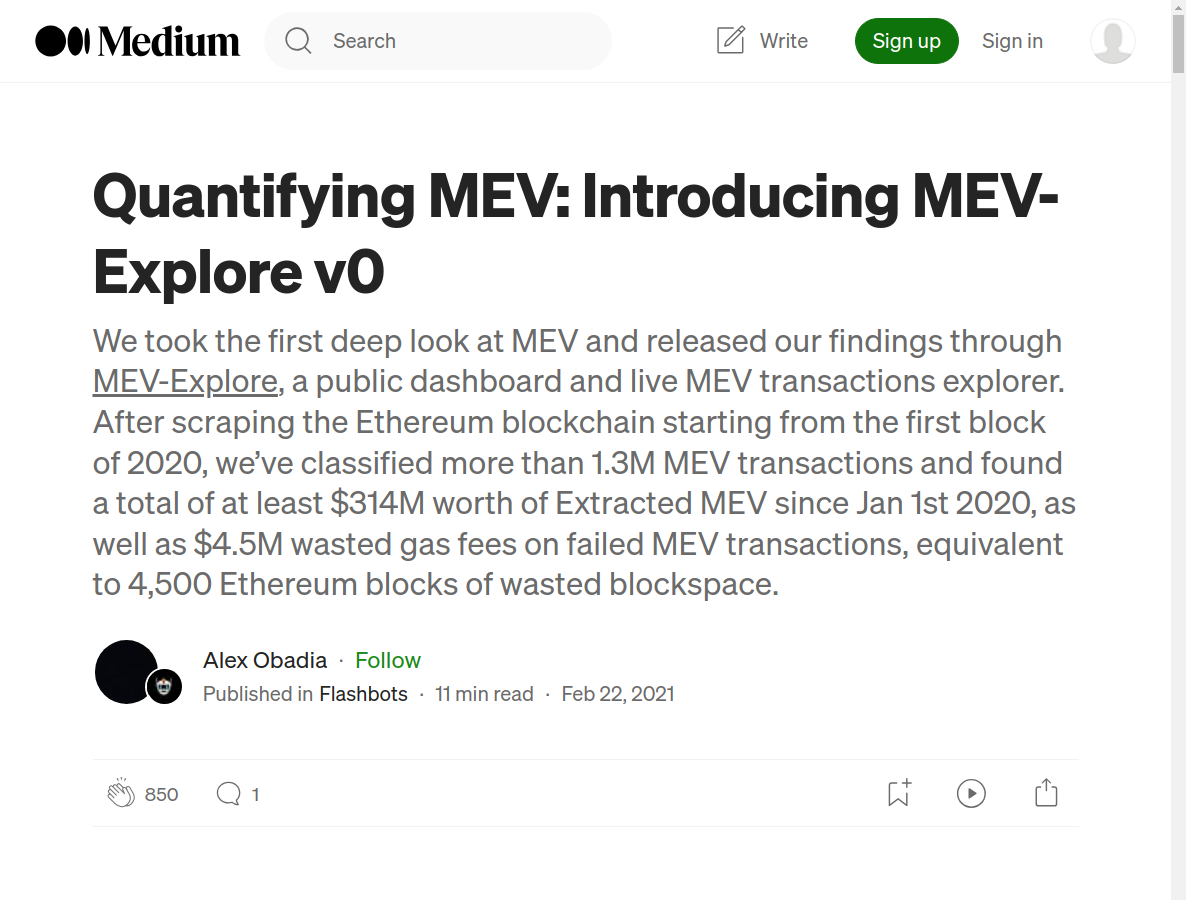 Medium
Search
Write
Sign up
Sign in
Quantifying MEV: Introducing MEV-
Explore v0
We took the first deep look at MEV and released our findings through
MEV-Explore, a public dashboard and live MEV transactions explorer.
After scraping the Ethereum blockchain starting from the first block
of 2020, we’ve classified more than 1.3M MEV transactions and found
a total of at least $314M worth of Extracted MEV since Jan 1st 2020, as
well as $4.5M wasted gas fees on failed MEV transactions, equivalent
to 4,500 Ethereum blocks of wasted blockspace.
Alex Obadia · Follow
Published in Flashbots · 11 min read · Feb 22, 2021
850
1